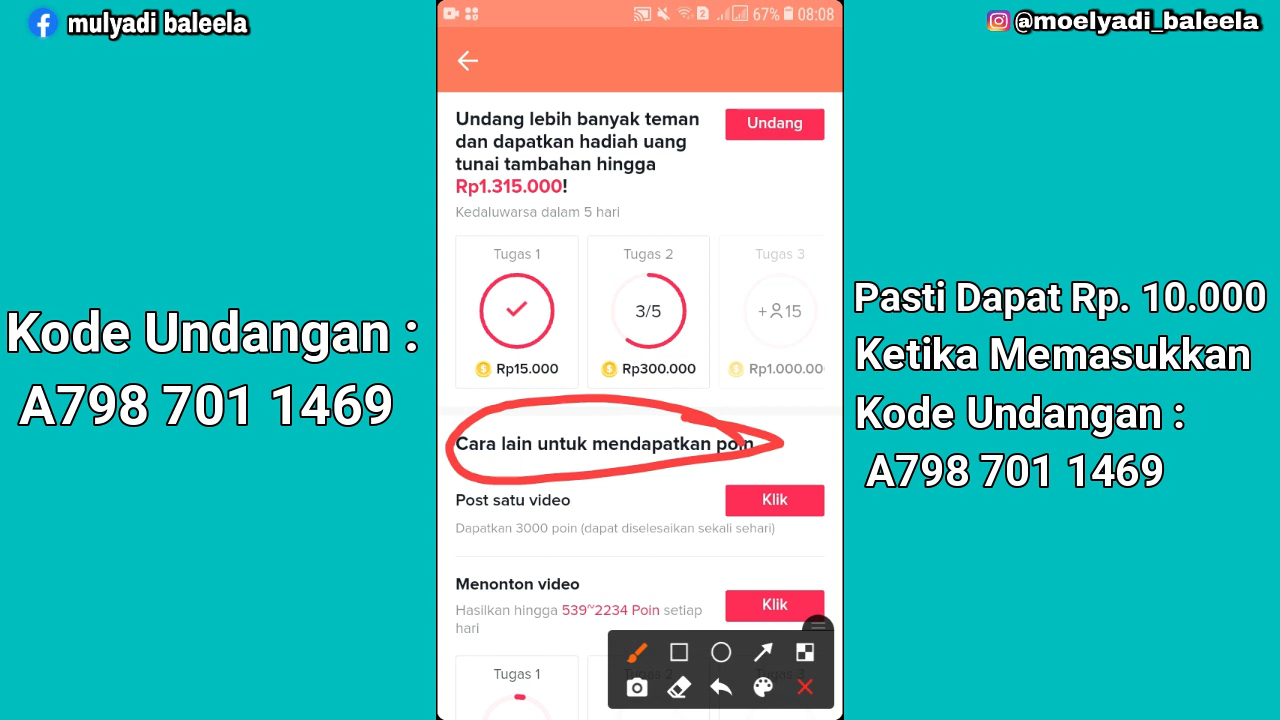 mulyadi baleela
@moelyadi_baleela
67% 08:08
Undang lebih banyak teman
dan dapatkan hadiah uang
tunai tambahan hingga
Rp1.315.000!
Undang
Kedaluwarsa dalam 5 hari
Tugas 1
Tugas 2
Tugas 3
3/5
+15
Rp15.000
Rp300.000
Rp1.000.00
Kode Undangan :
A798 701 1469
Pasti Dapat Rp. 10.000
Ketika Memasukkan
Kode Undangan :
A798 701 1469
Cara lain untuk mendapatkan poin
Post satu video
Klik
Dapatkan 3000 poin (dapat diselesaikan sekali sehari)
Menonton video
Klik
Hasilkan hingga 539~2234 Poin setiap
hari
Tugas 1